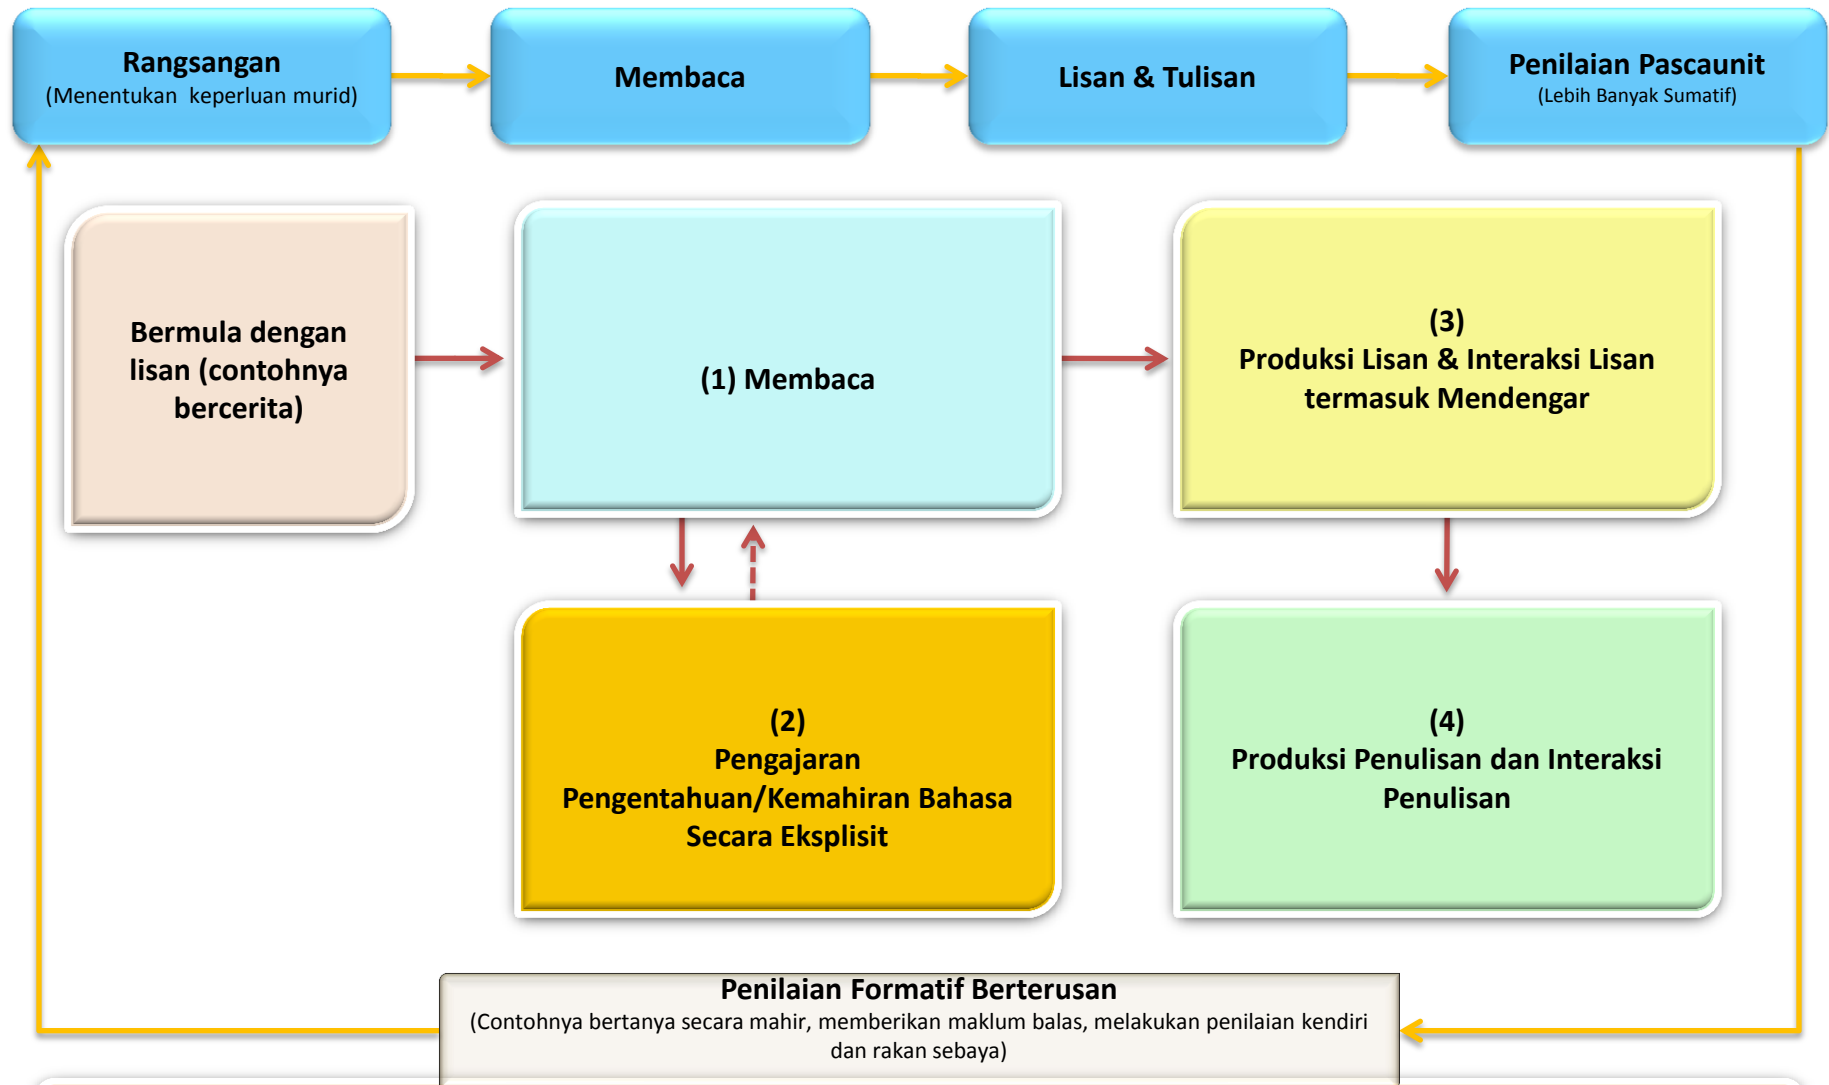 Rangsangan
(Menentukan keperluan murid)
Membaca
Lisan & Tulisan
Penilaian Pascaunit
(Lebih Banyak Sumatif)
Bermula dengan
lisan (contohnya
bercerita)
(1) Membaca
(3)
Produksi Lisan & Interaksi Lisan
termasuk Mendengar
(2)
Pengajaran
Pengentahuan/Kemahiran Bahasa
Secara Eksplisit
(4)
Produksi Penulisan dan Interaksi
Penulisan
Penilaian Formatif Berterusan
(Contohnya bertanya secara mahir, memberikan maklum balas, melakukan penilaian kendiri
dan rakan sebaya)